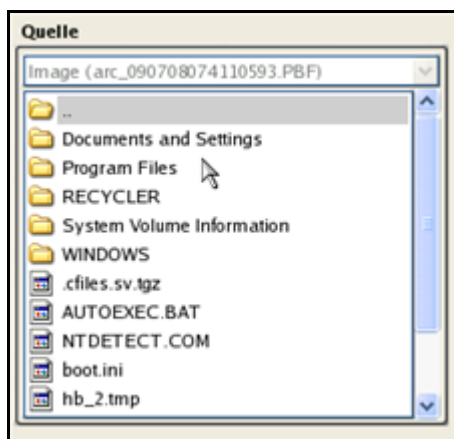 Quelle
Image (arc_090708074110593.PBF)
..
Documents and Settings
Program Files
RECYCLER
System Volume Information
WINDOWS
.cfiles.sv.tgz
AUTOEXEC.BAT
NTDETECT.COM
boot.ini
hb_2.tmp